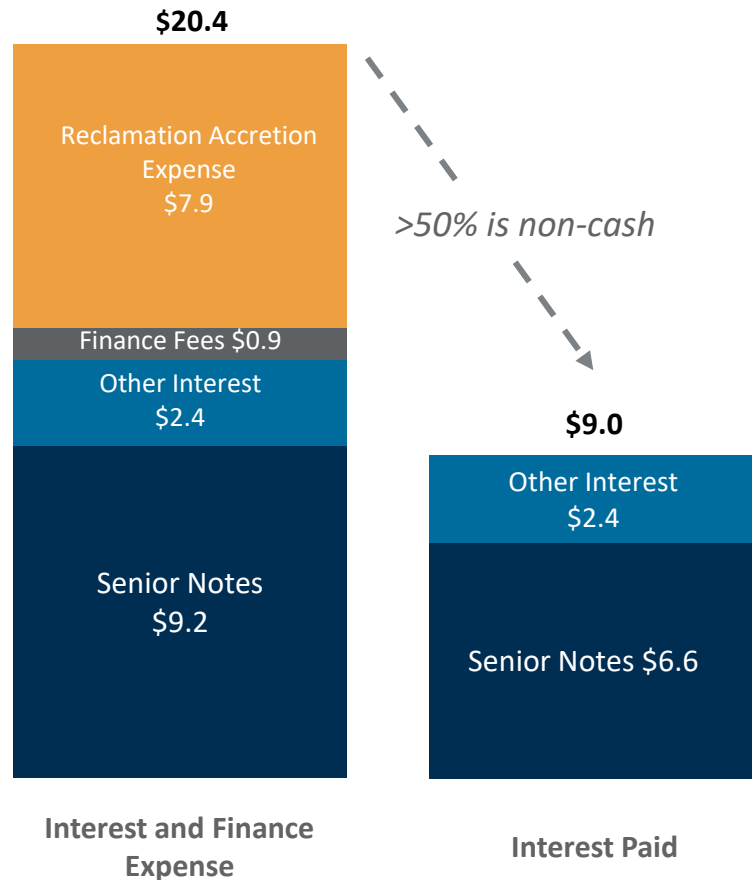 $20.4
Reclamation Accretion
Expense
$7.9
>50% is non-cash
Finance Fees $0.9
Other Interest
$2.4
Senior Notes
$9.2
$9.0
Other Interest
$2.4
Senior Notes $6.6
Interest and Finance
Expense
Interest Paid